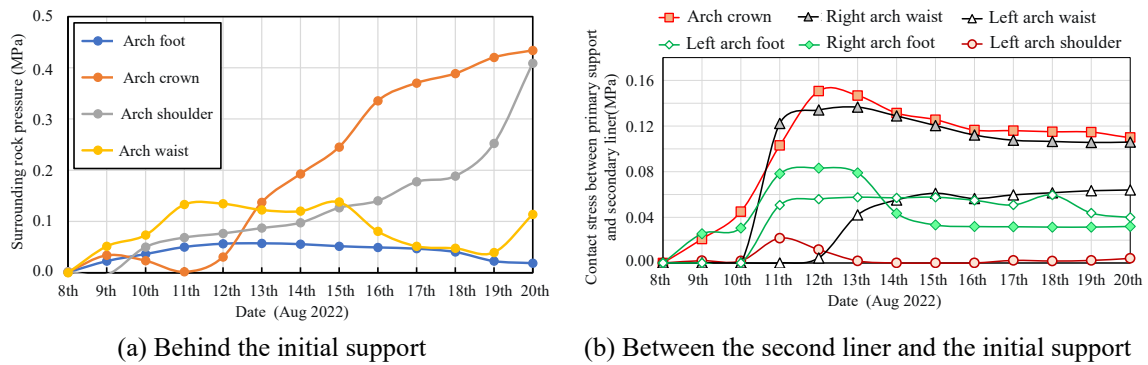 Surrounding rock pressure (MPa)
0.5
0.4
0.3
0.2
0.1
0.0
Arch foot
Arch crown
Arch shoulder
Arch waist
8th 9th 10th 11th 12th 13th 14th 15th 16th 17th 18th 19th 20th
Date (Aug 2022)
(a) Behind the initial support
Arch crown Right arch waist Left arch waist
Left arch foot Right arch foot Left arch shoulder
Contact stress between primary support
and secondary liner(MPa)
0.16
0.12
0.08
0.04
0.00
8th 9th 10th 11th 12th 13th 14th 15th 16th 17th 18th 19th 20th
Date (Aug 2022)
(b) Between the second liner and the initial support